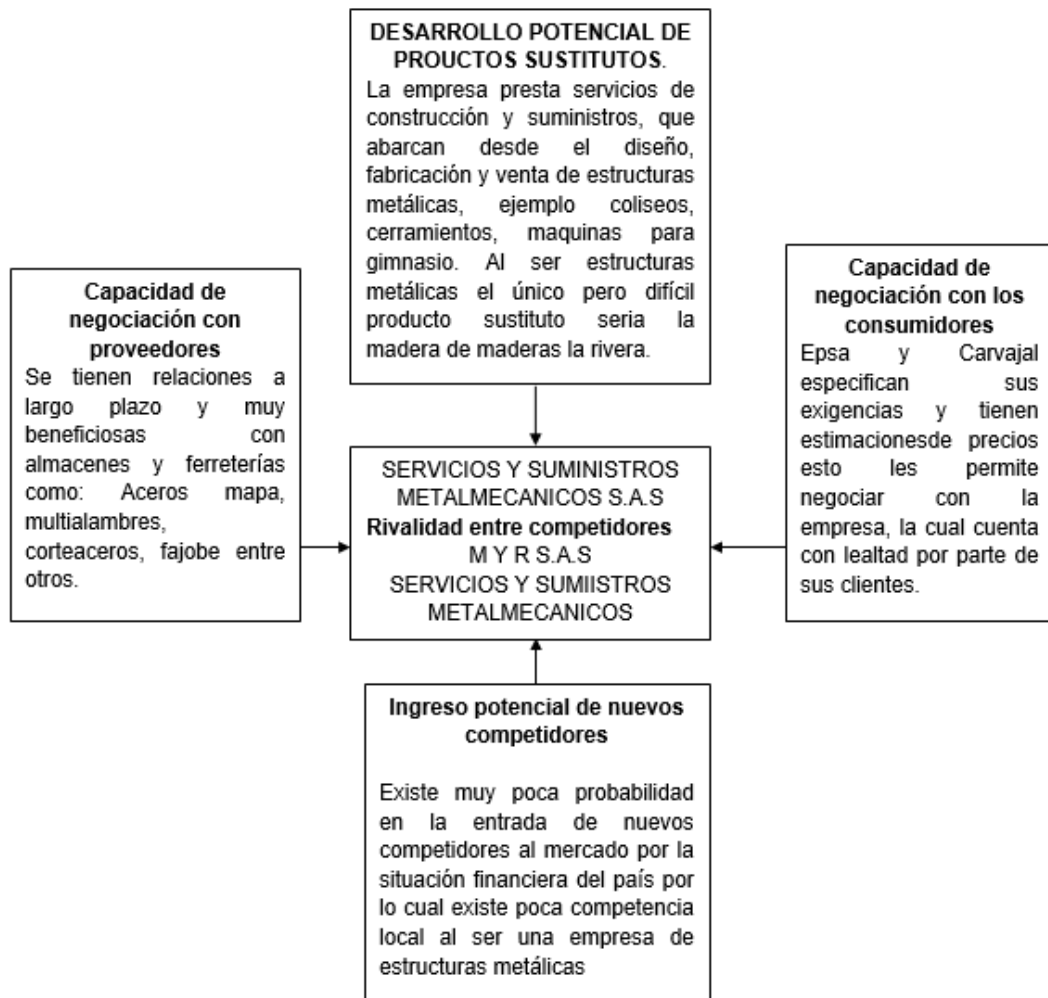 DESARROLLO POTENCIAL DE
PROUCTOS SUSTITUTOS.
La empresa presta servicios de
construcción y suministros, que
abarcan desde el diseño,
fabricación y venta de estructuras
metálicas, ejemplo coliseos,
cerramientos, maquinas para
gimnasio. Al ser estructuras
metálicas el único pero difícil
producto sustituto seria la
madera de maderas la rivera.
Capacidad de
negociación con
proveedores
Se tienen relaciones a
largo plazo y muy
beneficiosas con
almacenes y ferreterías
como: Aceros mapa,
multialambres,
corteaceros, fajobe entre
otros.
SERVICIOS Y SUMINISTROS
METALMECANICOS S.A.S
Rivalidad entre competidores
M Y R S.A.S
SERVICIOS Y SUMIISTROS
METALMECANICOS
Capacidad de
negociación con los
consumidores
Epsa y Carvajal
especifican sus
exigencias y tienen
estimacionesde precios
esto les permite
negociar con la
empresa, la cual cuenta
con lealtad por parte de
sus clientes.
Ingreso potencial de nuevos
competidores
Existe muy poca probabilidad
en la entrada de nuevos
competidores al mercado por la
situación financiera del país por
lo cual existe poca competencia
local al ser una empresa de
estructuras metálicas